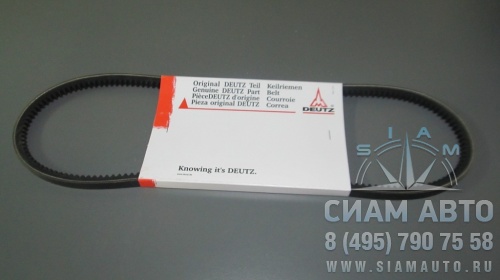 Original DEUTZ Teil Keilriemen
Genuine DEUTZ Part Belt
PièceDEUTZ d'origine Courroie
Pieza original DEUTZ Correa
DEUTZ
Knowing it's DEUTZ.
SIAM
СИАМ АВТО
8 (495) 790 75 58
WWW.SIAMAUTO.RU